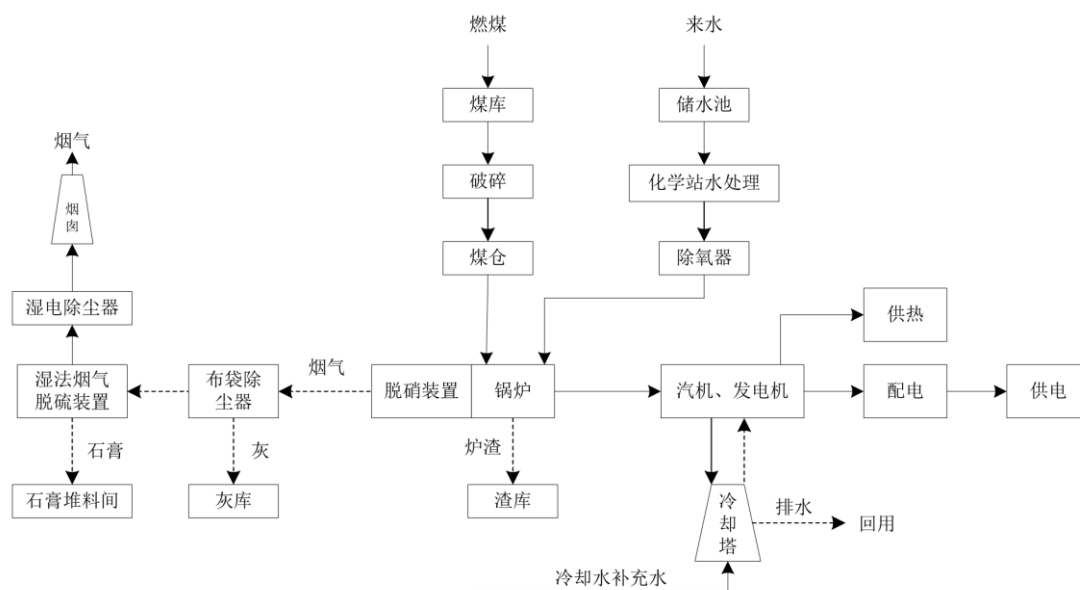 燃煤
来水
煤库
储水池
烟气
破碎
化学站水处理
烟
囱
煤仓
除氧器
湿电除尘器
供热
湿法烟气
脱硫装置
布袋除
尘器
烟气
脱硝装置
锅炉
汽机、发电机
配电
供电
石膏
灰
炉渣
石膏堆料间
灰库
渣库
冷
却
塔
排水
回用
冷却水补充水